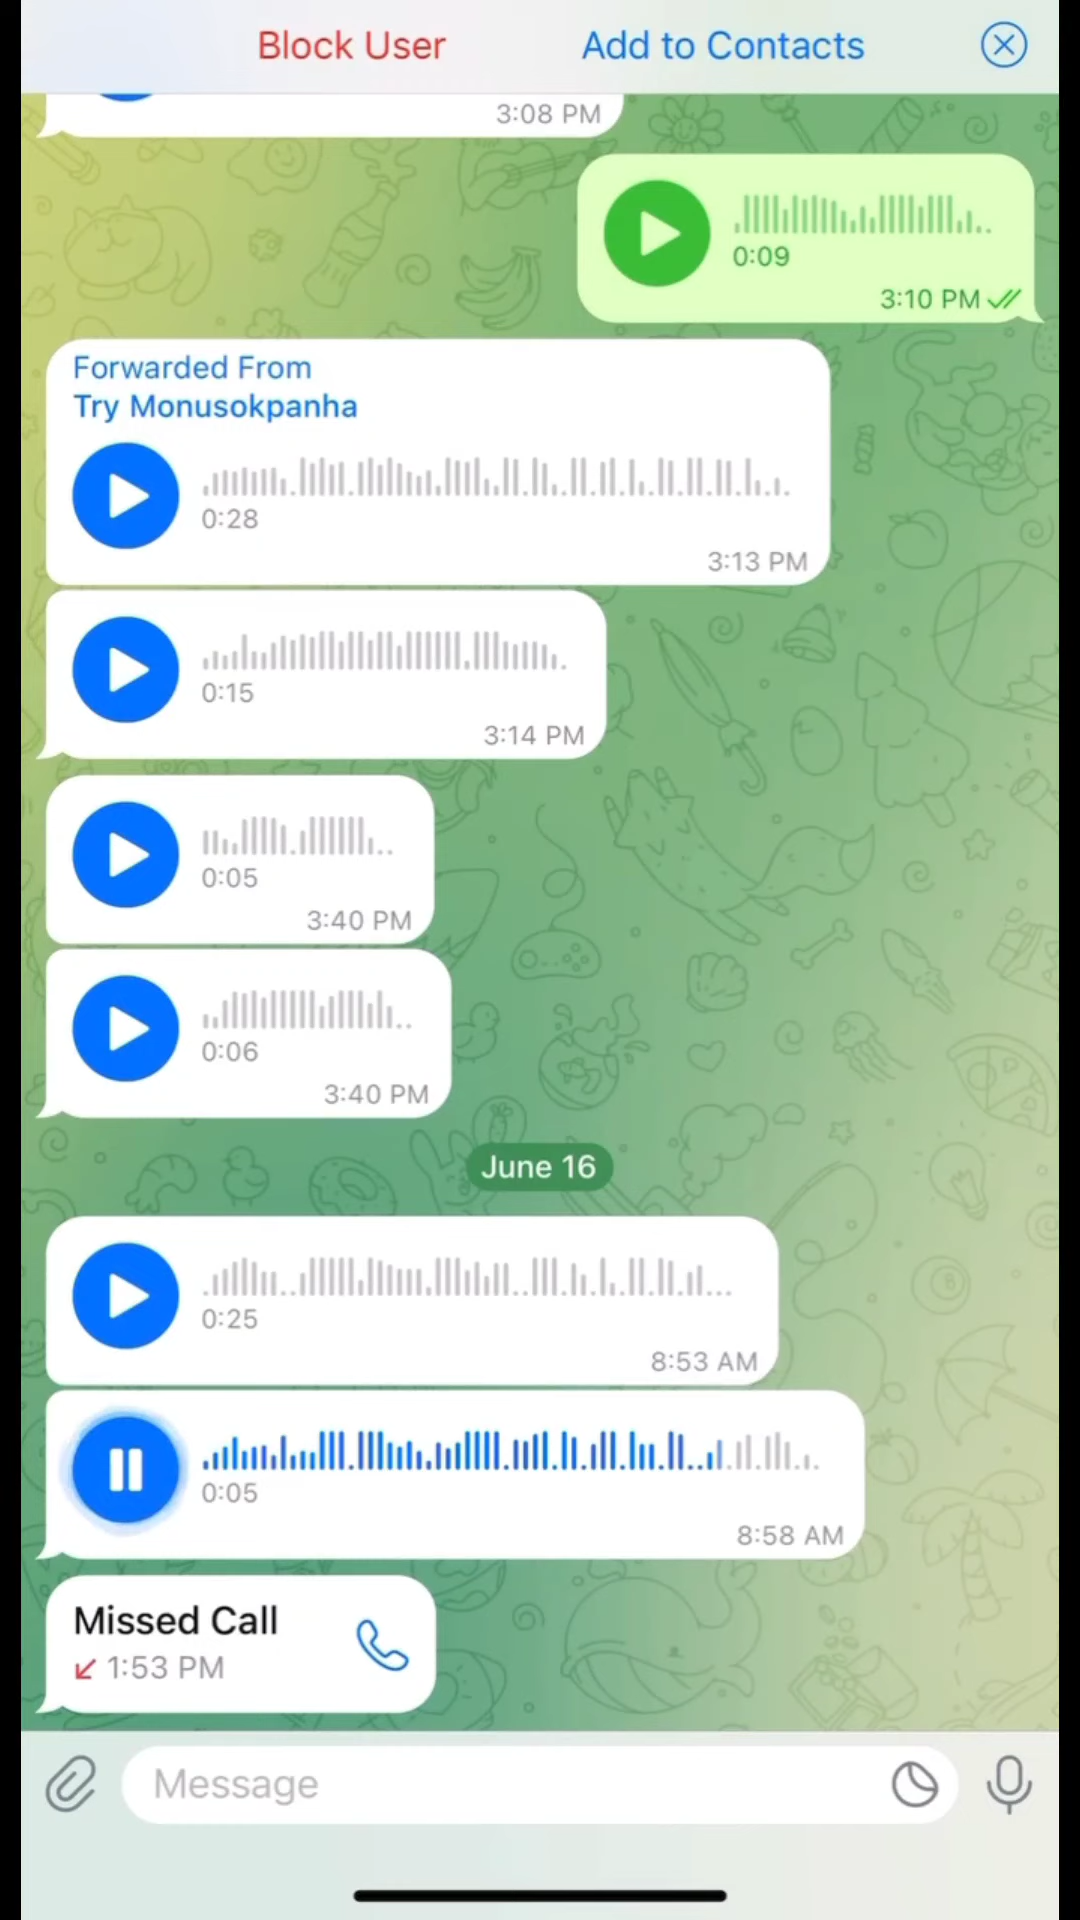 Block User
Add to Contacts
3:08 PM
0:09
3:10 PM
Forwarded From
Try Monusokpanha
0:28
3:13 PM
0:15
3:14 PM
0:05
3:40 PM
0:06
3:40 PM
June 16
0:25
8:53 AM
0:05
8:58 AM
Missed Call
1:53 PM
Message